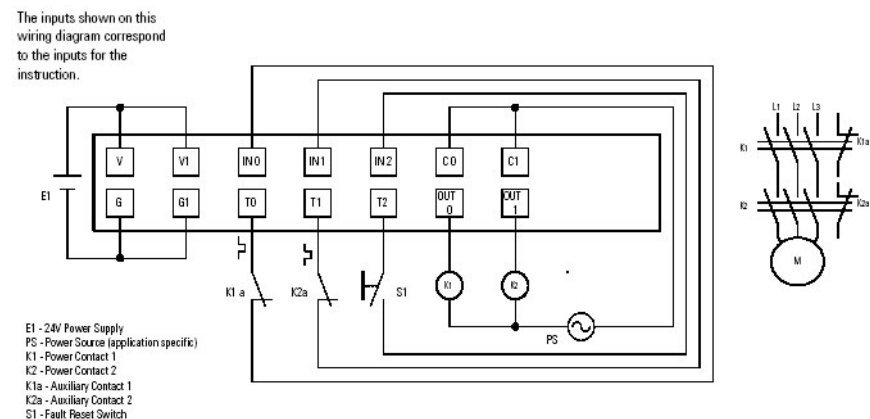 The inputs shown on this
wiring diagram correspond
to the inputs for the
instruction.
L1 L2 L3
K1 K1a
V V1 IN0 IN1 IN2 C0 C1
E1
G G1 T0 T1 T2 OUT 0 OUT 1
K2 K2a
M
K1 a K2a S1 K1 K2
PS
E1 - 24V Power Supply
PS - Power Source (application specific)
K1 - Power Contact 1
K2 - Power Contact 2
K1a - Auxiliary Contact 1
K2a - Auxiliary Contact 2
S1 - Fault Reset Switch